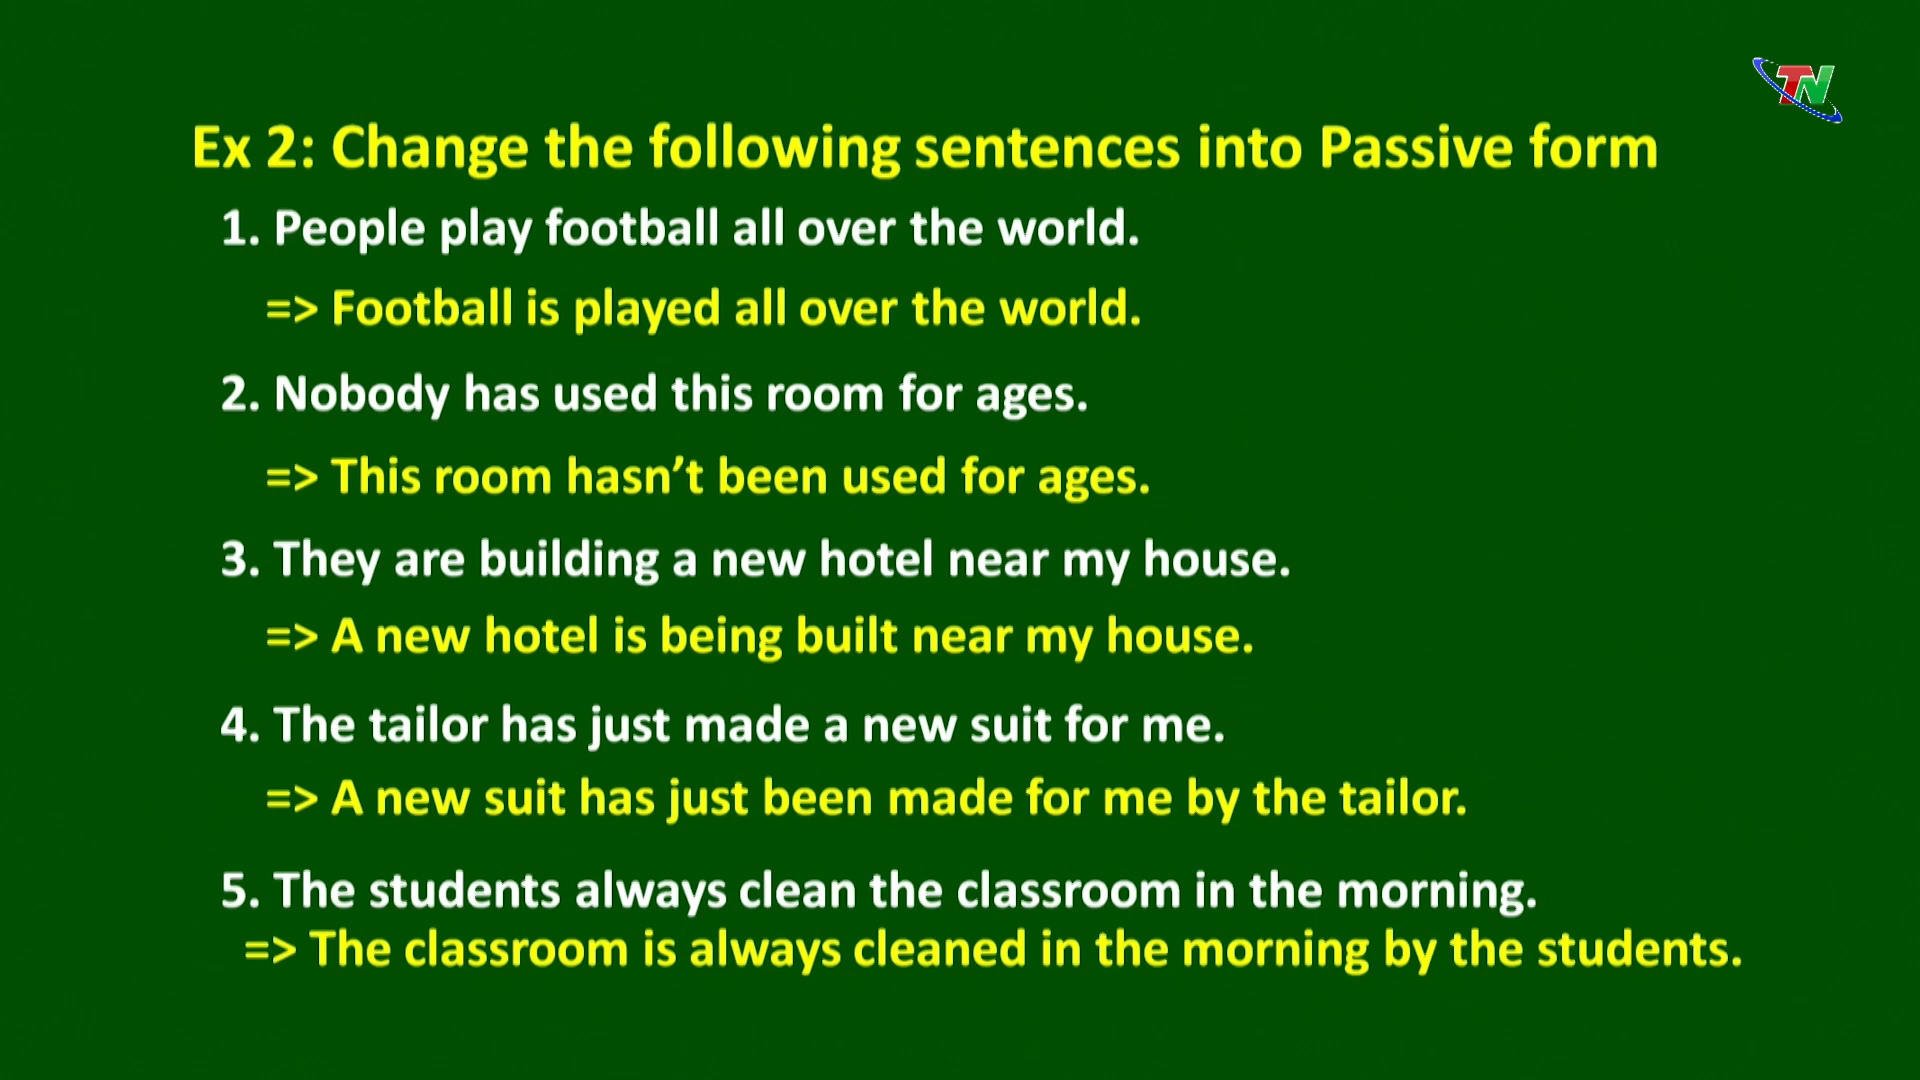 TN
Ex 2: Change the following sentences into Passive form
1. People play football all over the world.
=> Football is played all over the world.
2. Nobody has used this room for ages.
=> This room hasn’t been used for ages.
3. They are building a new hotel near my house.
=> A new hotel is being built near my house.
4. The tailor has just made a new suit for me.
=> A new suit has just been made for me by the tailor.
5. The students always clean the classroom in the morning.
=> The classroom is always cleaned in the morning by the students.